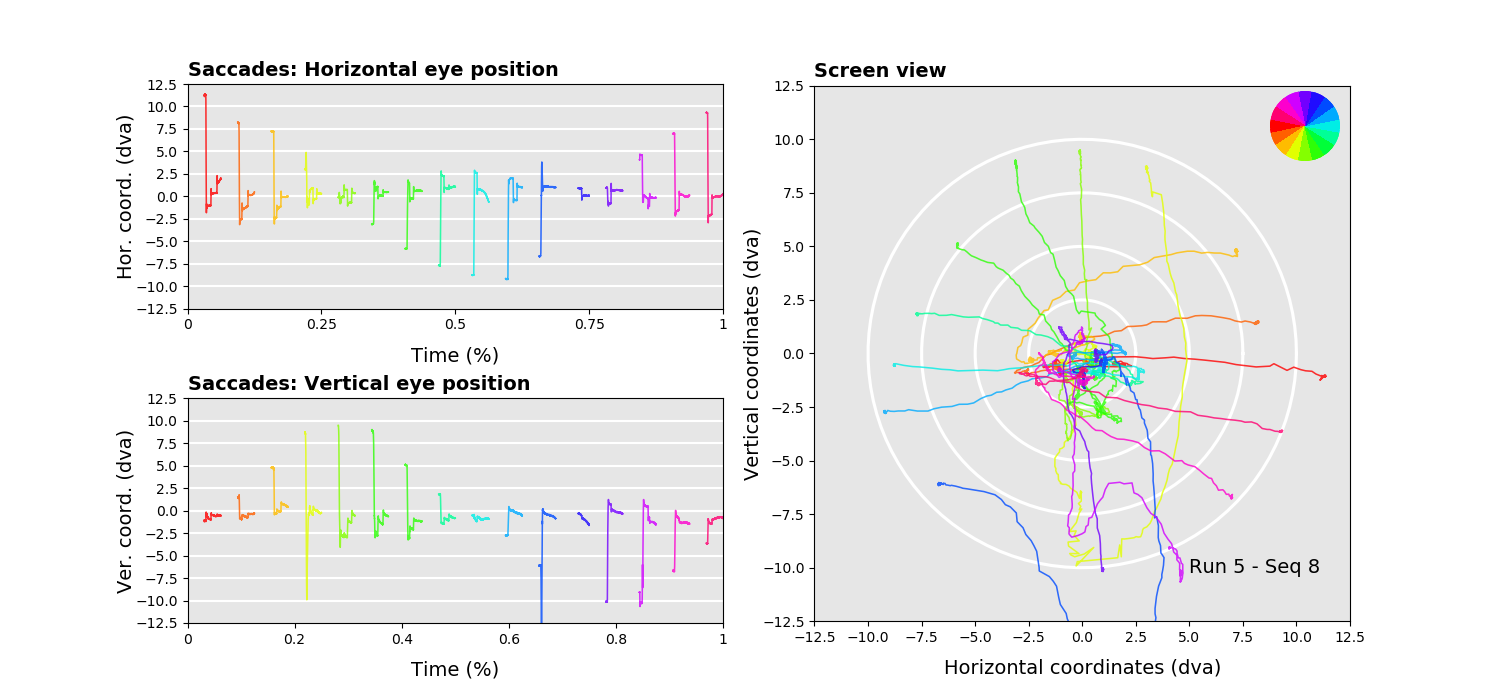 Saccades: Horizontal eye position
Hor. coord. (dva)
12.5
10.0
7.5
5.0
2.5
0.0
−2.5
−5.0
−7.5
−10.0
−12.5
0 0.25 0.5 0.75 1
Time (%)
Saccades: Vertical eye position
Ver. coord. (dva)
12.5
10.0
7.5
5.0
2.5
0.0
−2.5
−5.0
−7.5
−10.0
−12.5
0 0.2 0.4 0.6 0.8 1
Time (%)
Screen view
Vertical coordinates (dva)
12.5
10.0
7.5
5.0
2.5
0.0
−2.5
−5.0
−7.5
−10.0
−12.5
Run 5 - Seq 8
−12.5 −10.0 −7.5 −5.0 −2.5 0.0 2.5 5.0 7.5 10.0 12.5
Horizontal coordinates (dva)